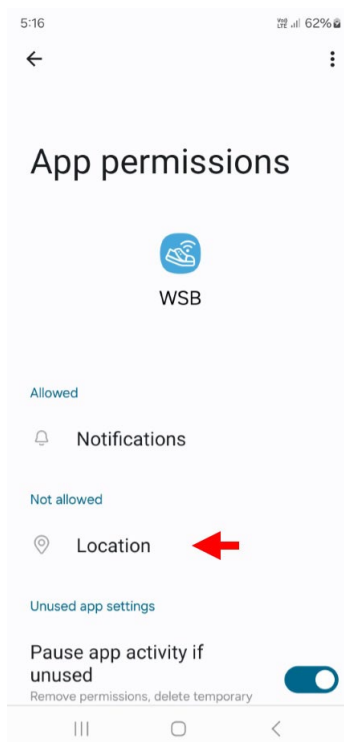 5:16 62%
App permissions
WSB
Allowed
Notifications
Not allowed
Location
Unused app settings
Pause app activity if
unused
Remove permissions, delete temporary